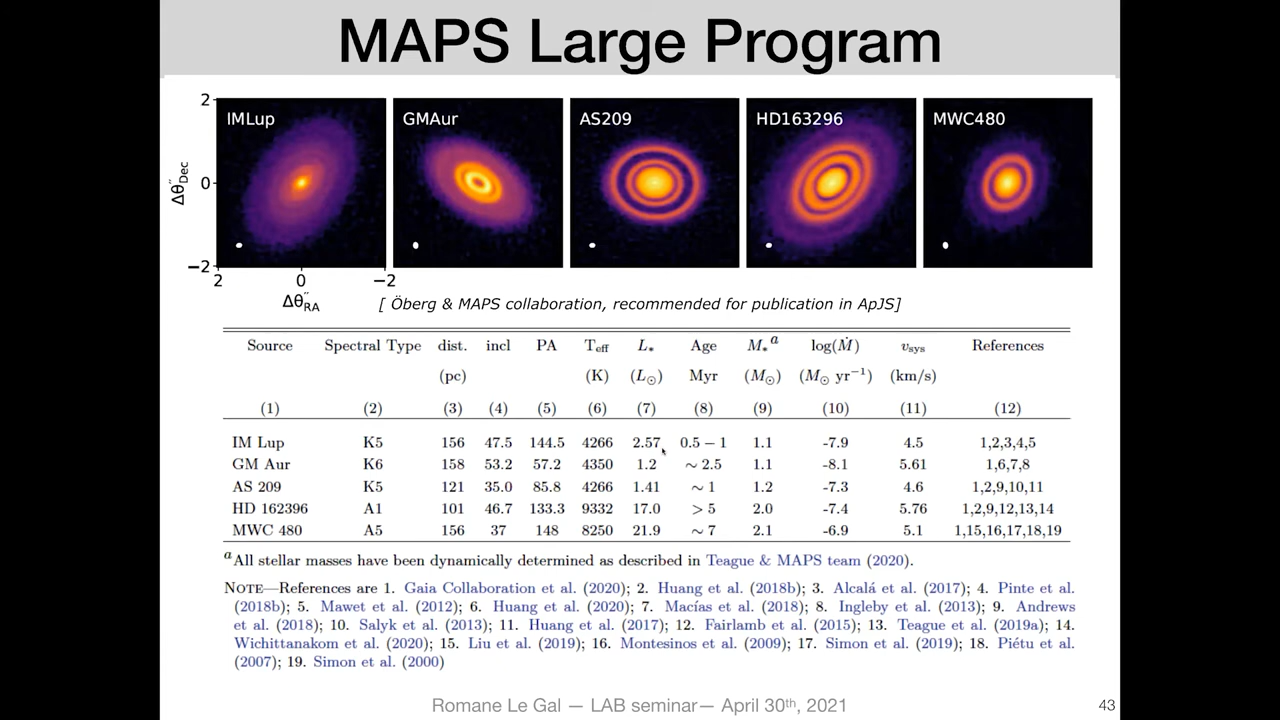 MAPS Large Program
IMLup GMAur AS209 HD163296 MWC480
2
0
−2
Δθ″Dec
2 0 −2
Δθ″RA
[ Öberg & MAPS collaboration, recommended for publication in ApJS]
Source Spectral Type dist. incl PA Teff L* Age M*a log(Ṁ) vsys References
(pc) (K) (L⊙) Myr (M⊙) (M⊙ yr−1) (km/s)
(1) (2) (3) (4) (5) (6) (7) (8) (9) (10) (11) (12)
IM Lup K5 156 47.5 144.5 4266 2.57 0.5 − 1 1.1 -7.9 4.5 1,2,3,4,5
GM Aur K6 158 53.2 57.2 4350 1.2 ∼ 2.5 1.1 -8.1 5.61 1,6,7,8
AS 209 K5 121 35.0 85.8 4266 1.41 ∼ 1 1.2 -7.3 4.6 1,2,9,10,11
HD 162396 A1 101 46.7 133.3 9332 17.0 > 5 2.0 -7.4 5.76 1,2,9,12,13,14
MWC 480 A5 156 37 148 8250 21.9 ∼ 7 2.1 -6.9 5.1 1,15,16,17,18,19
a All stellar masses have been dynamically determined as described in Teague & MAPS team (2020).
NOTE—References are 1. Gaia Collaboration et al. (2020); 2. Huang et al. (2018b); 3. Alcalá et al. (2017); 4. Pinte et al.
(2018b); 5. Mawet et al. (2012); 6. Huang et al. (2020); 7. Macías et al. (2018); 8. Ingleby et al. (2013); 9. Andrews
et al. (2018); 10. Salyk et al. (2013); 11. Huang et al. (2017); 12. Fairlamb et al. (2015); 13. Teague et al. (2019a); 14.
Wichittanakom et al. (2020); 15. Liu et al. (2019); 16. Montesinos et al. (2009); 17. Simon et al. (2019); 18. Piétu et al.
(2007); 19. Simon et al. (2000)
Romane Le Gal — LAB seminar— April 30th, 2021
43